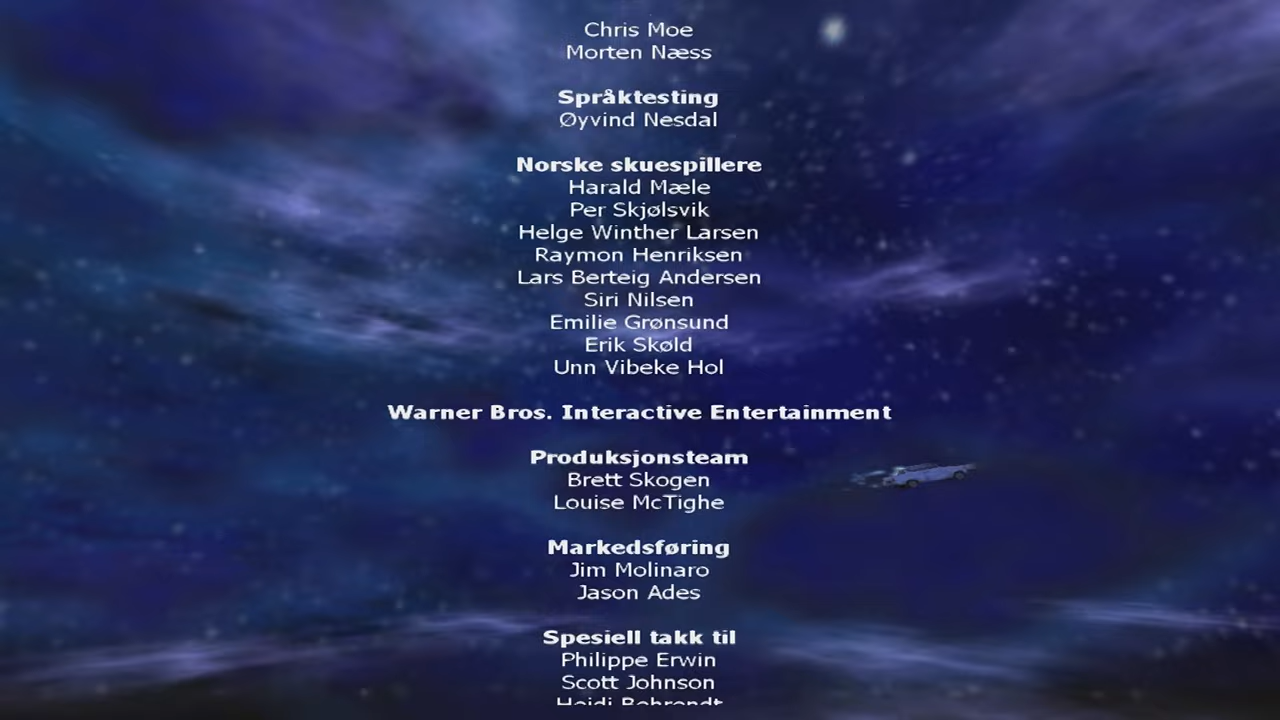 Chris Moe
Morten Næss
Språktesting
Øyvind Nesdal
Norske skuespillere
Harald Mæle
Per Skjølsvik
Helge Winther Larsen
Raymon Henriksen
Lars Berteig Andersen
Siri Nilsen
Emilie Grønsund
Erik Skøld
Unn Vibeke Hol
Warner Bros. Interactive Entertainment
Produksjonsteam
Brett Skogen
Louise McTighe
Markedsføring
Jim Molinaro
Jason Ades
Spesiell takk til
Philippe Erwin
Scott Johnson
Heidi Behrendt